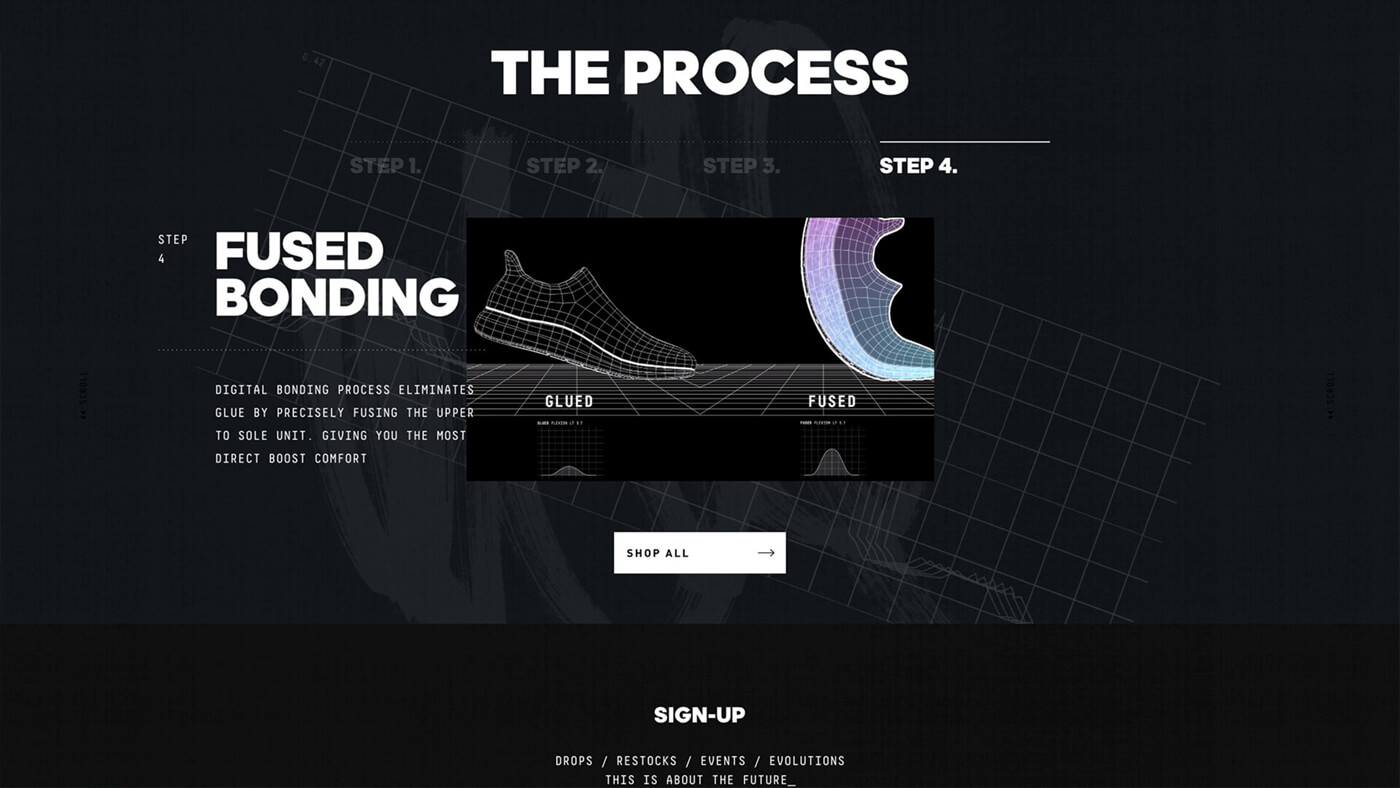 THE PROCESS
STEP 1.
STEP 2.
STEP 3.
STEP 4.
STEP
4
FUSED
BONDING
DIGITAL BONDING PROCESS ELIMINATES
GLUE BY PRECISELY FUSING THE UPPER
TO SOLE UNIT. GIVING YOU THE MOST
DIRECT BOOST COMFORT
GLUED
FUSED
SCROLL
SCROLL
SHOP ALL
SIGN-UP
DROPS / RESTOCKS / EVENTS / EVOLUTIONS
THIS IS ABOUT THE FUTURE_